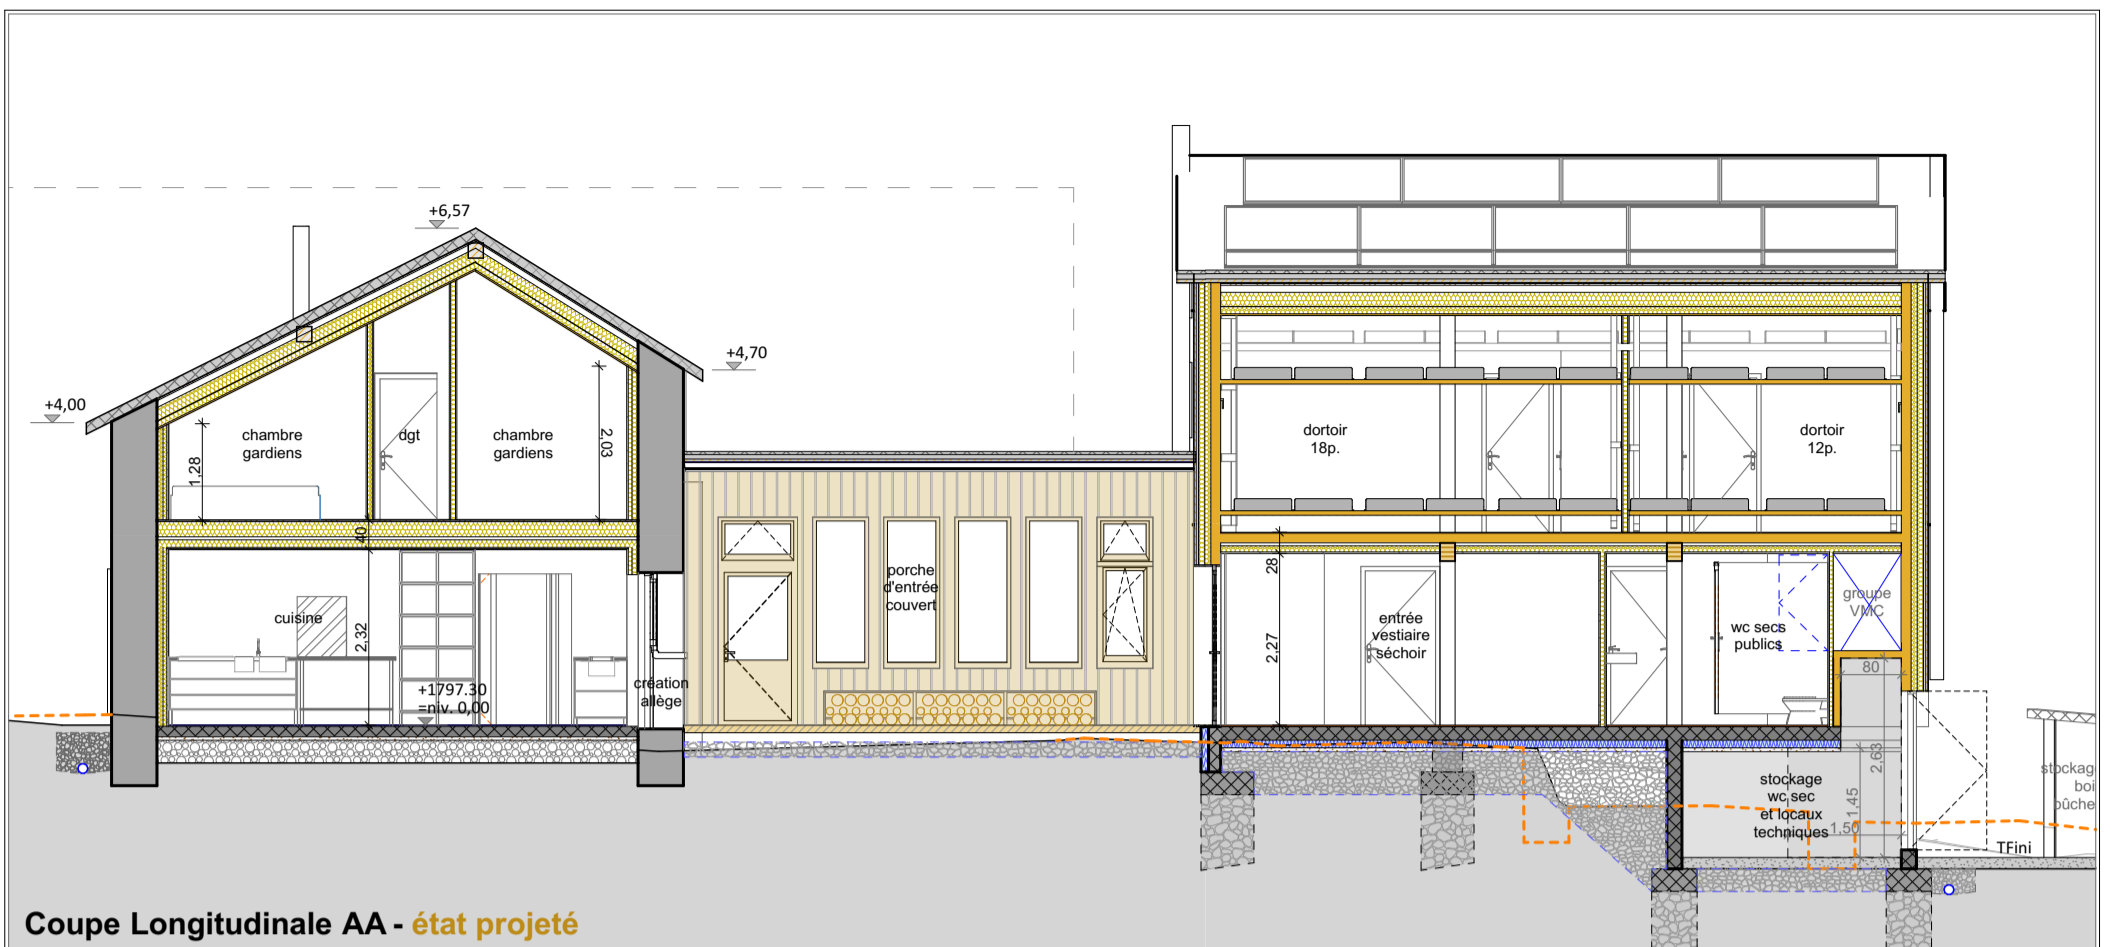 +6,57
+4,70
+4,00
chambre
gardiens
dgt
chambre
gardiens
1,28
2,03
40
cuisine
2,32
+1797.30
=niv. 0,00
création
allège
porche
d'entrée
couvert
dortoir
18p.
dortoir
12p.
28
2,27
entrée
vestiaire
séchoir
wc secs
publics
groupe
VMC
80
2,63
1,45
1,50
stockage
wc sec
et locaux
techniques
stockag
boi
bûche
TFini
Coupe Longitudinale AA - état projeté